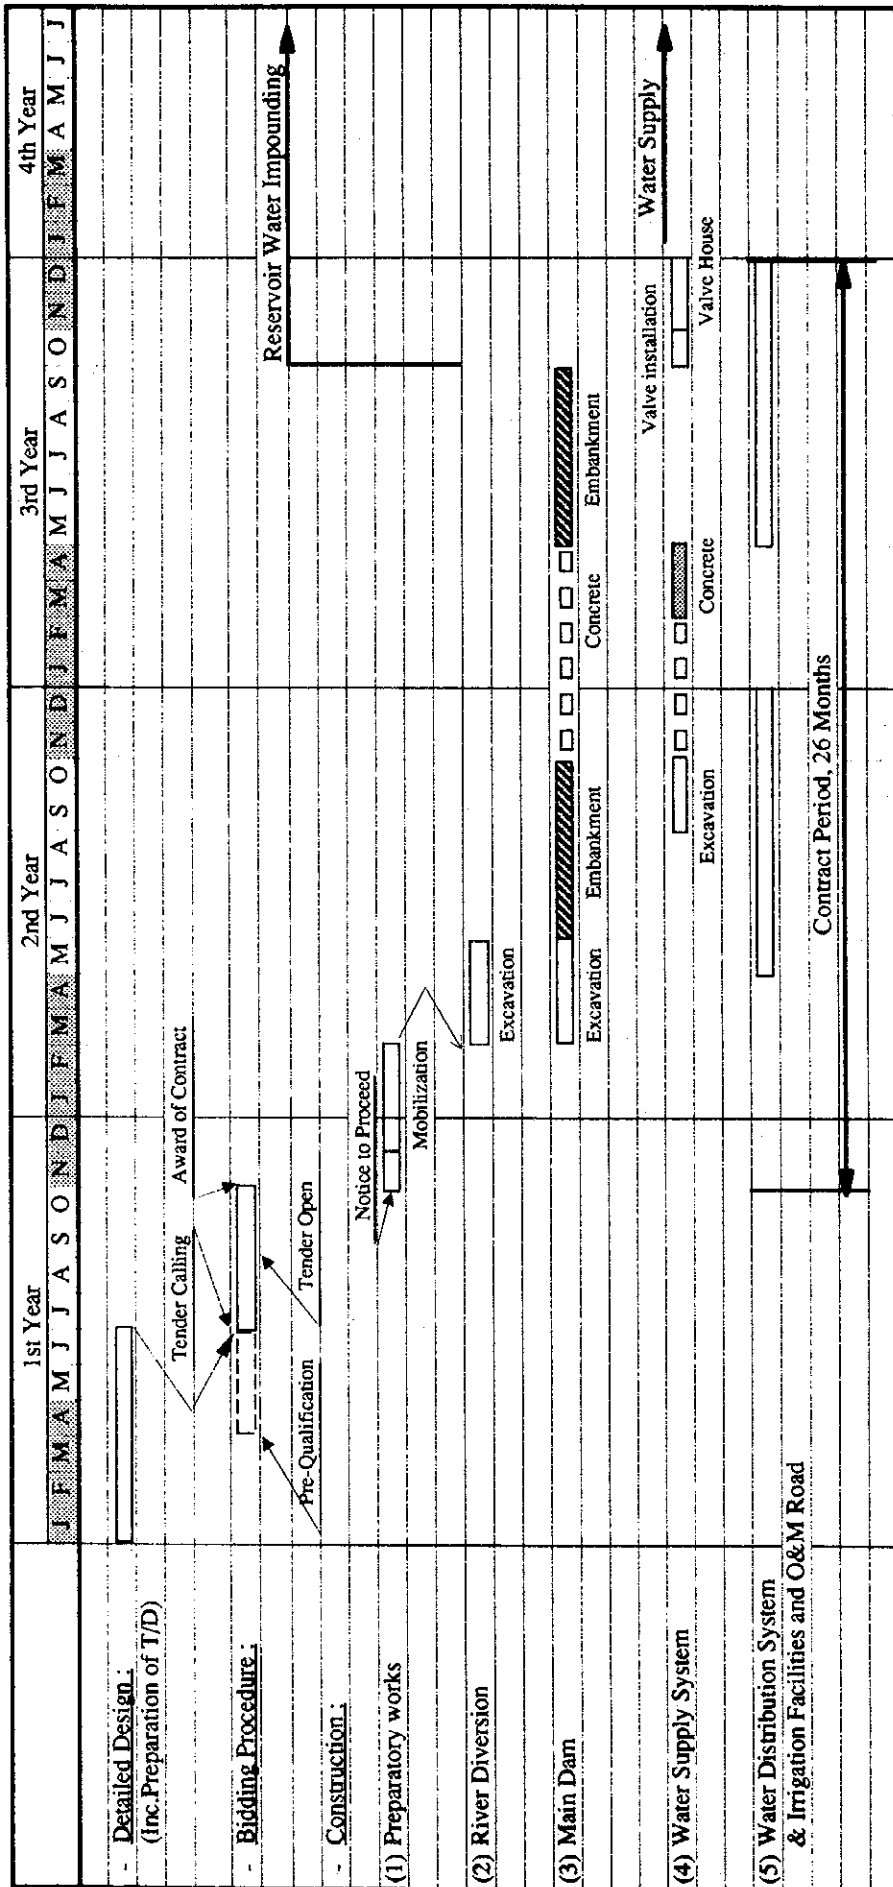 1st Year 2nd Year 3rd Year 4th Year
J F M A M J J A S O N D J F M A M J J A S O N D J F M A M J J A S O N D J F M A M J J
- Detailed Design :
(Inc.Preparation of T/D)
Tender Calling
Award of Contract
- Bidding Procedure :
Pre-Qualification
Tender Open
Reservoir Water Impounding
- Construction :
Notice to Proceed
(1) Preparatory works
Mobilization
(2) River Diversion
Excavation
(3) Main Dam
Excavation Embankment Concrete Embankment
Valve installation
Water Supply
(4) Water Supply System
Excavation Concrete Valve House
(5) Water Distribution System
& Irrigation Facilities and O&M Road
Contract Period, 26 Months